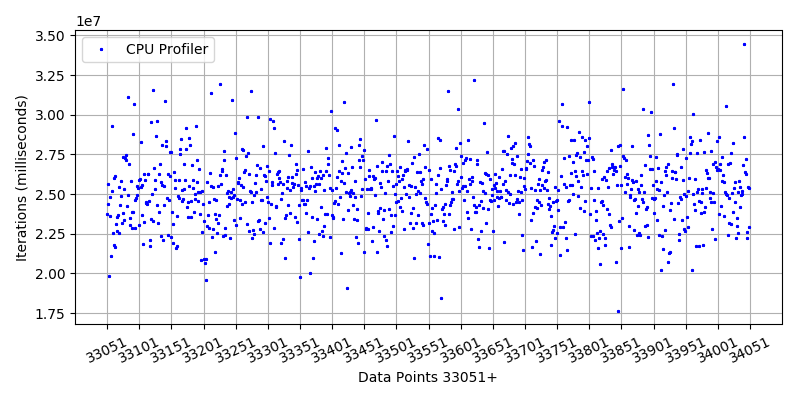 1e7
CPU Profiler
3.50
3.25
3.00
2.75
2.50
2.25
2.00
1.75
Iterations (milliseconds)
33051 33101 33151 33201 33251 33301 33351 33401 33451 33501 33551 33601 33651 33701 33751 33801 33851 33901 33951 34001 34051
Data Points 33051+